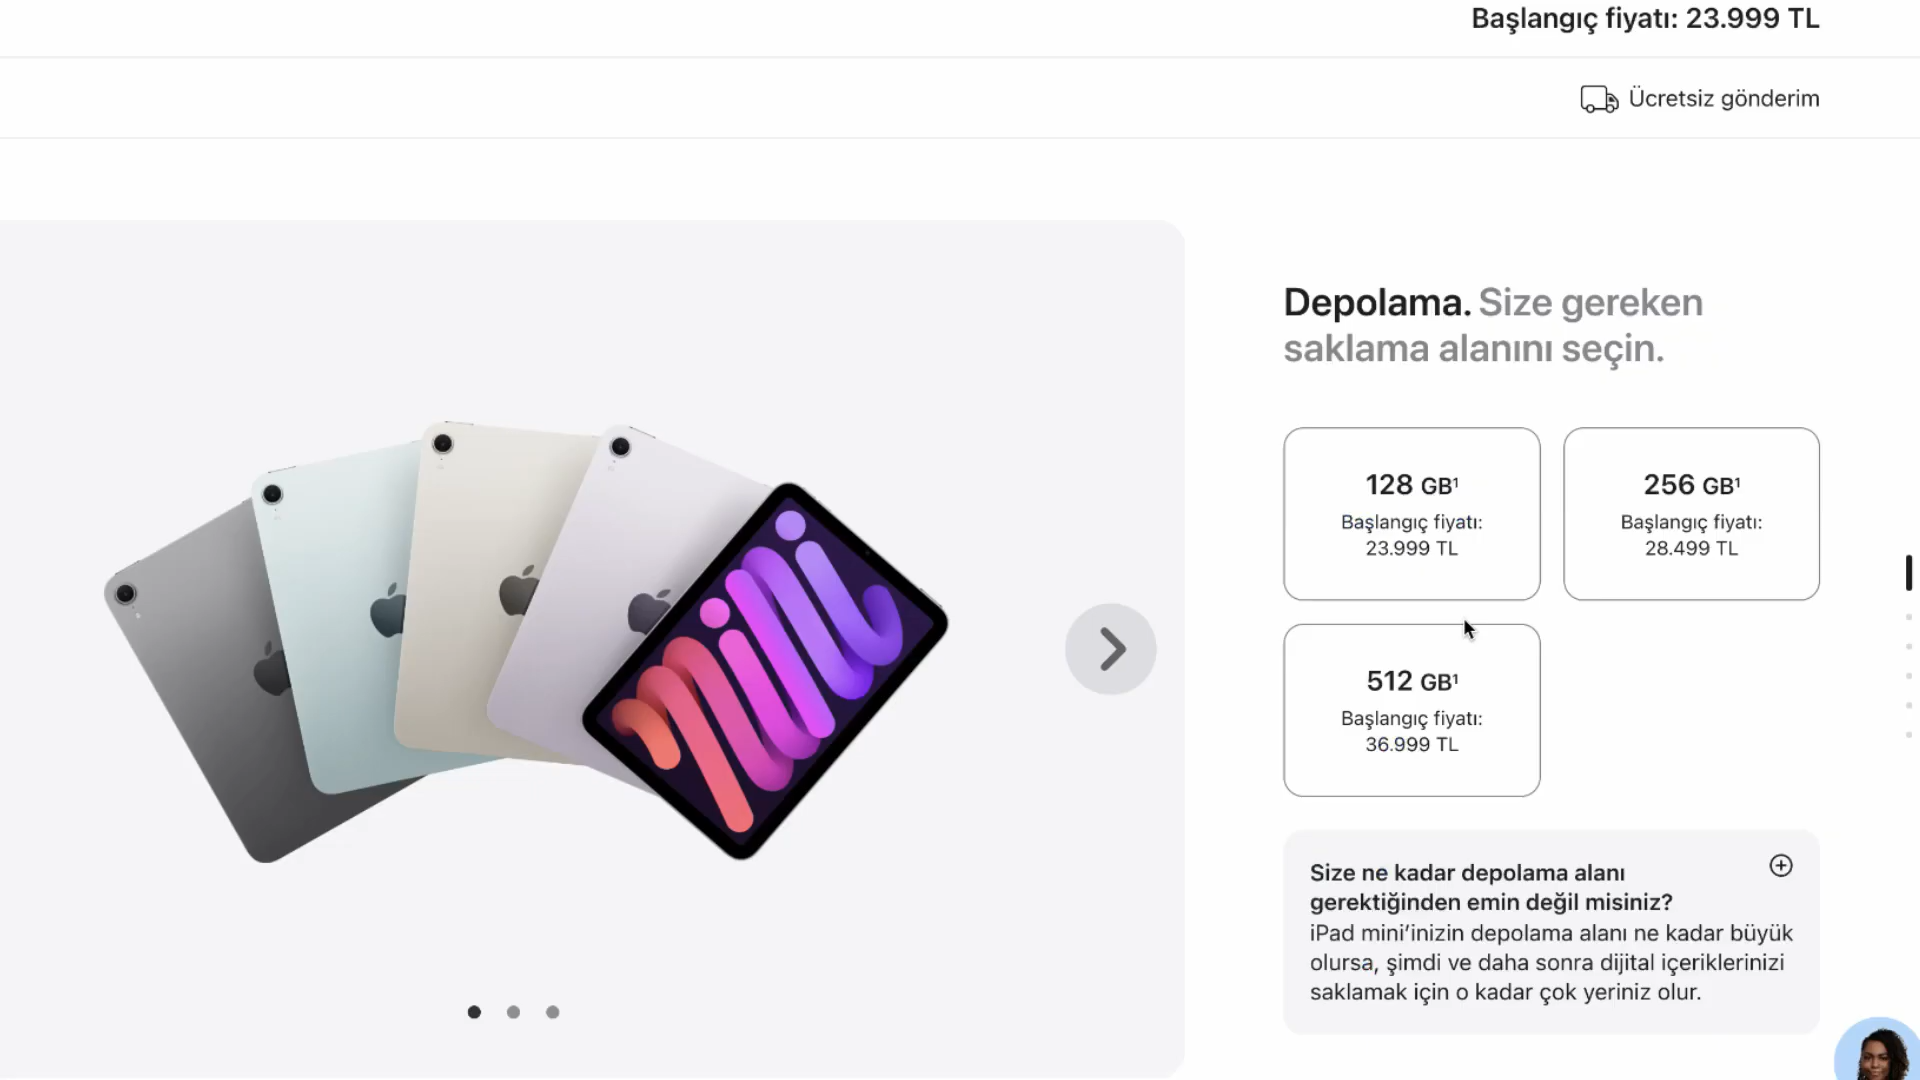 Başlangıç fiyatı: 23.999 TL
Ücretsiz gönderim
Depolama. Size gereken
saklama alanını seçin.
128 GB¹
Başlangıç fiyatı:
23.999 TL
256 GB¹
Başlangıç fiyatı:
28.499 TL
512 GB¹
Başlangıç fiyatı:
36.999 TL
Size ne kadar depolama alanı
gerektiğinden emin değil misiniz?
iPad mini’inizin depolama alanı ne kadar büyük
olursa, şimdi ve daha sonra dijital içeriklerinizi
saklamak için o kadar çok yeriniz olur.